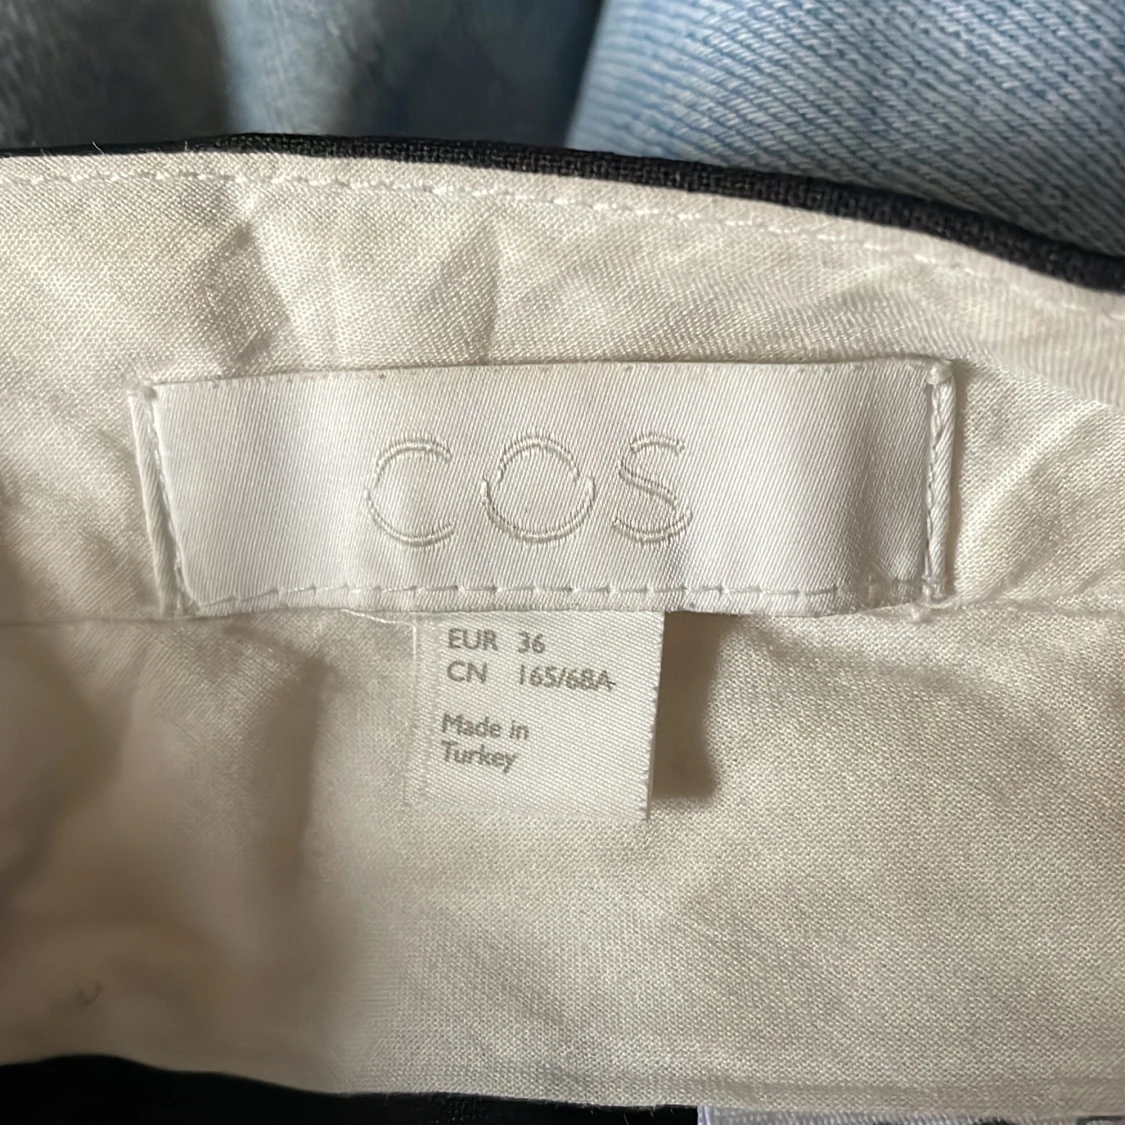 COS
EUR 36
CN 165/68A
Made in
Turkey